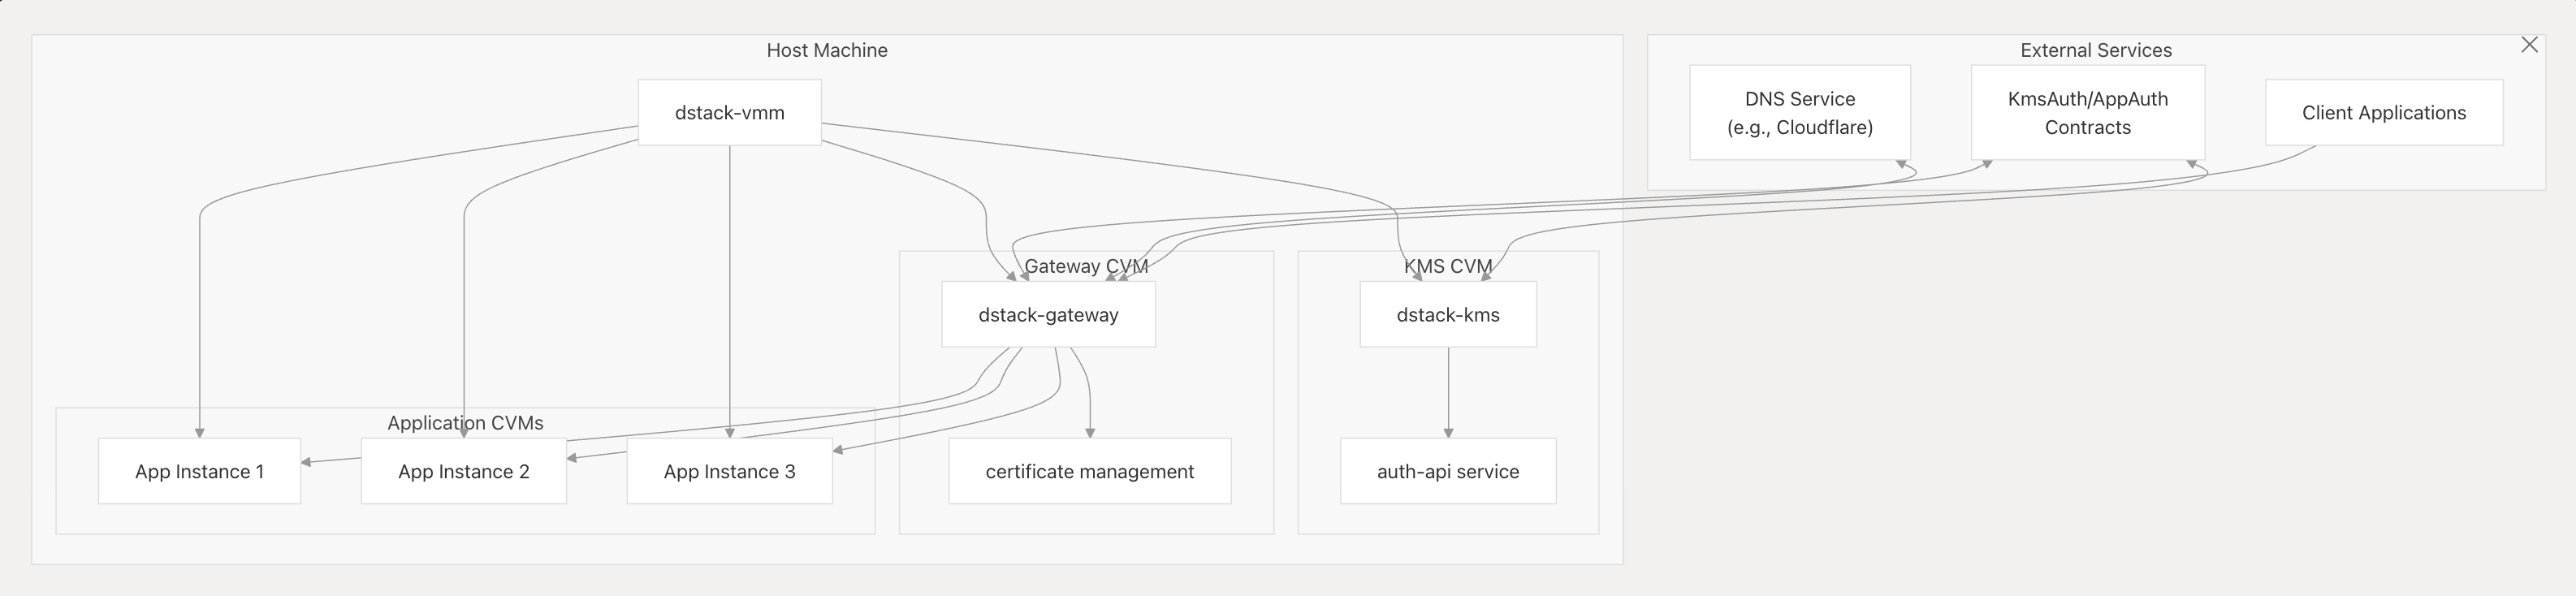 Host Machine
External Services
dstack-vmm
DNS Service
(e.g., Cloudflare)
KmsAuth/AppAuth
Contracts
Client Applications
Gateway CVM
KMS CVM
dstack-gateway
dstack-kms
Application CVMs
App Instance 1
App Instance 2
App Instance 3
certificate management
auth-api service